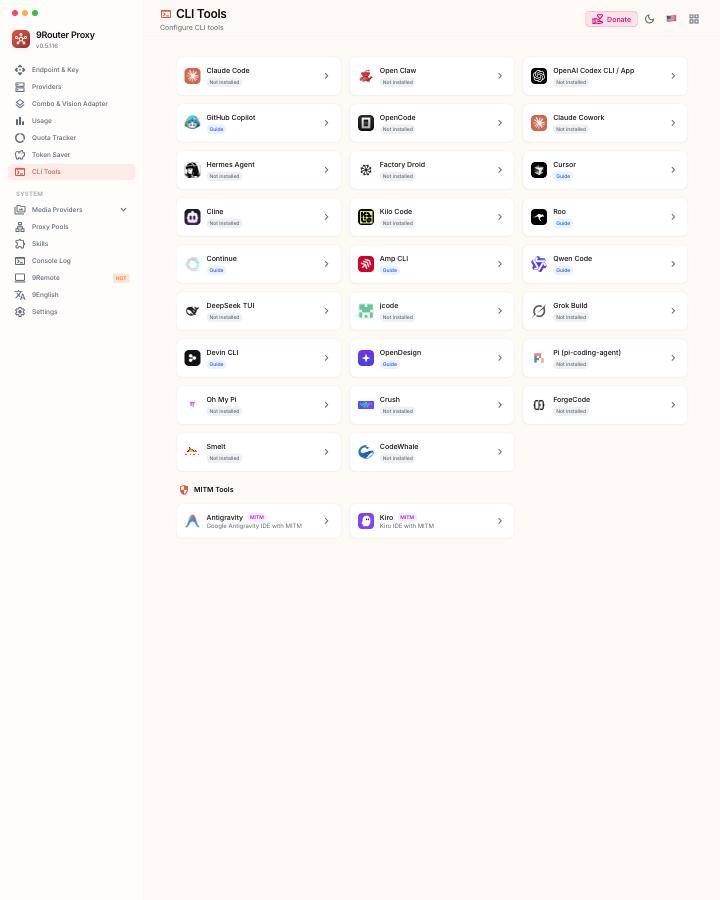 9Router Proxy
v0.5.116
Endpoint & Key
Providers
Combo & Vision Adapter
Usage
Quota Tracker
Token Saver
CLI Tools
SYSTEM
Media Providers
Proxy Pools
Skills
Console Log
9Remote HOT
9English
Settings
CLI Tools
Configure CLI tools
Donate
Claude Code
Not installed
Open Claw
Not installed
OpenAI Codex CLI / App
Not installed
GitHub Copilot
Guide
OpenCode
Not installed
Claude Cowork
Not installed
Hermes Agent
Not installed
Factory Droid
Not installed
Cursor
Guide
Cline
Not installed
Kilo Code
Not installed
Roo
Guide
Continue
Guide
Amp CLI
Guide
Qwen Code
Guide
DeepSeek TUI
Not installed
jcode
Not installed
Grok Build
Not installed
Devin CLI
Guide
OpenDesign
Guide
Pi (pi-coding-agent)
Not installed
Oh My Pi
Not installed
Crush
Not installed
ForgeCode
Not installed
Smelt
Not installed
CodeWhale
Not installed
MITM Tools
Antigravity MITM
Google Antigravity IDE with MITM
Kiro MITM
Kiro IDE with MITM